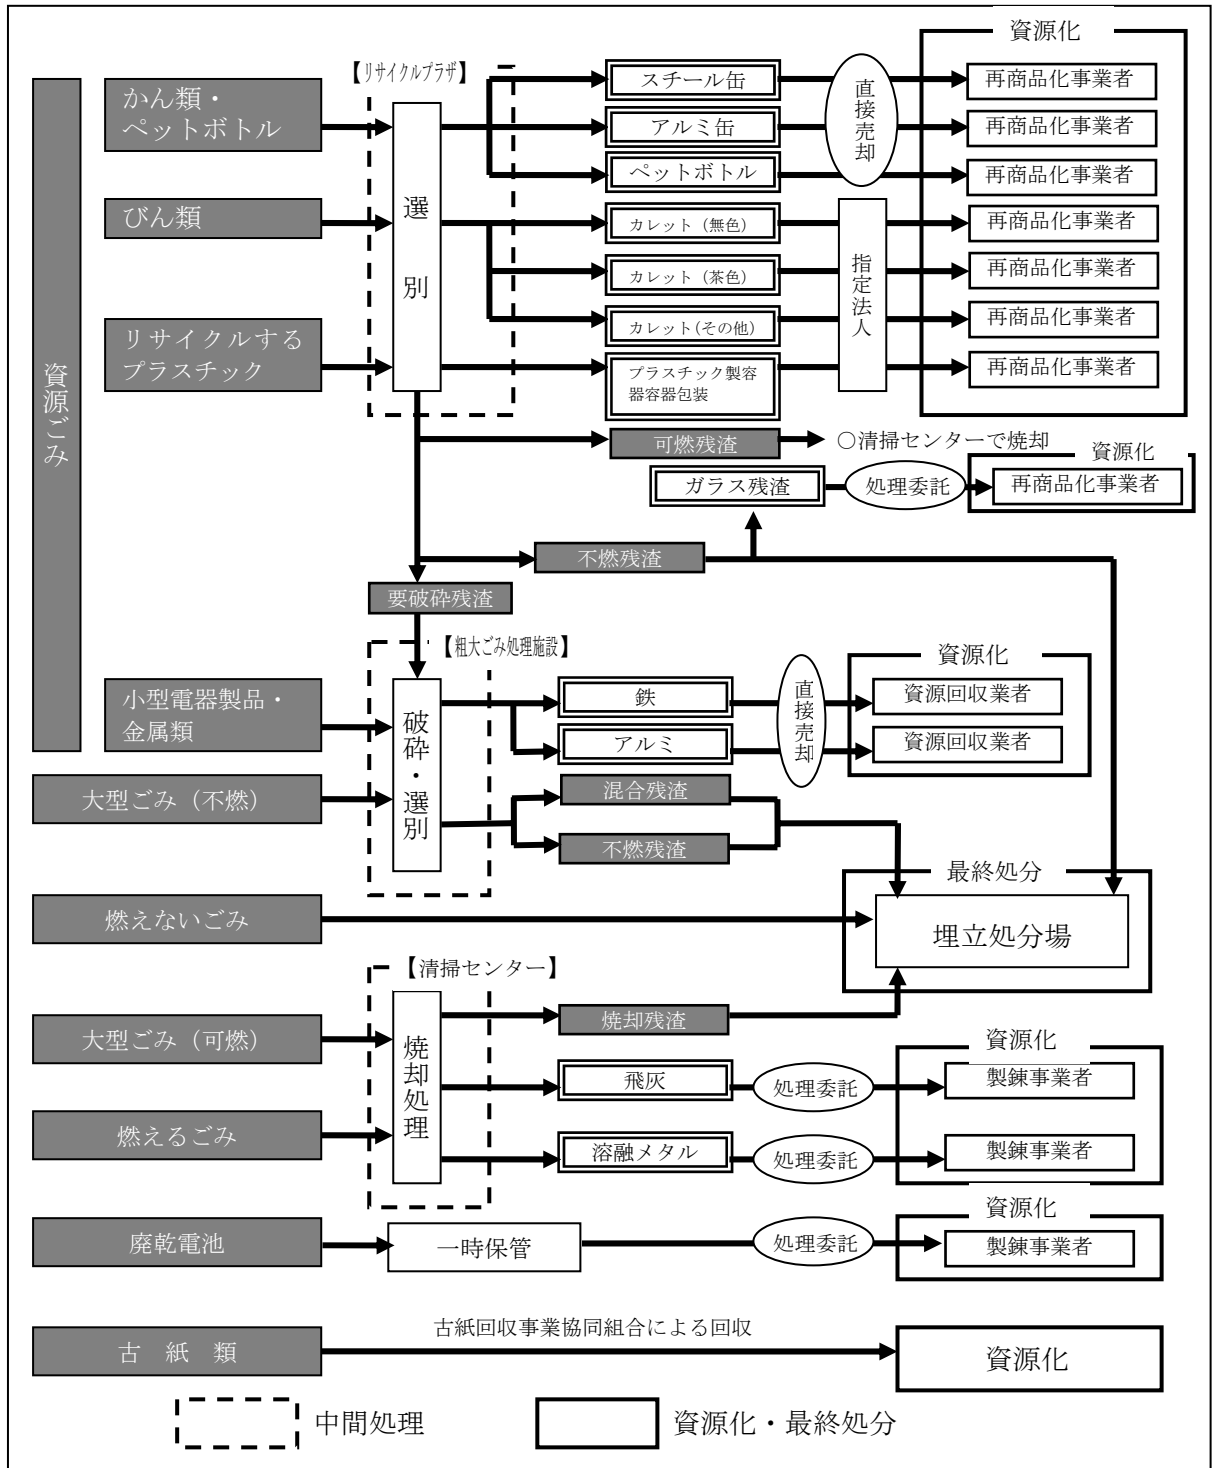 資源化
【リサイクルプラザ】
資源ごみ
かん類・
ペットボトル
選別
スチール缶
直接売却
再商品化事業者
アルミ缶
再商品化事業者
ペットボトル
再商品化事業者
びん類
カレット（無色）
指定法人
再商品化事業者
カレット（茶色）
再商品化事業者
カレット（その他）
再商品化事業者
リサイクルする
プラスチック
プラスチック製容
器容器包装
再商品化事業者
可燃残渣
○清掃センターで焼却
資源化
ガラス残渣
処理委託
再商品化事業者
不燃残渣
要破砕残渣
【粗大ごみ処理施設】
資源化
小型電器製品・
金属類
破砕・選別
鉄
直接売却
資源回収業者
アルミ
資源回収業者
大型ごみ（不燃）
混合残渣
不燃残渣
最終処分
燃えないごみ
埋立処分場
【清掃センター】
大型ごみ（可燃）
焼却処理
焼却残渣
資源化
飛灰
処理委託
製錬事業者
燃えるごみ
溶融メタル
処理委託
製錬事業者
資源化
廃乾電池
一時保管
処理委託
製錬事業者
古紙回収事業協同組合による回収
古　紙　類
資源化
中間処理
資源化・最終処分